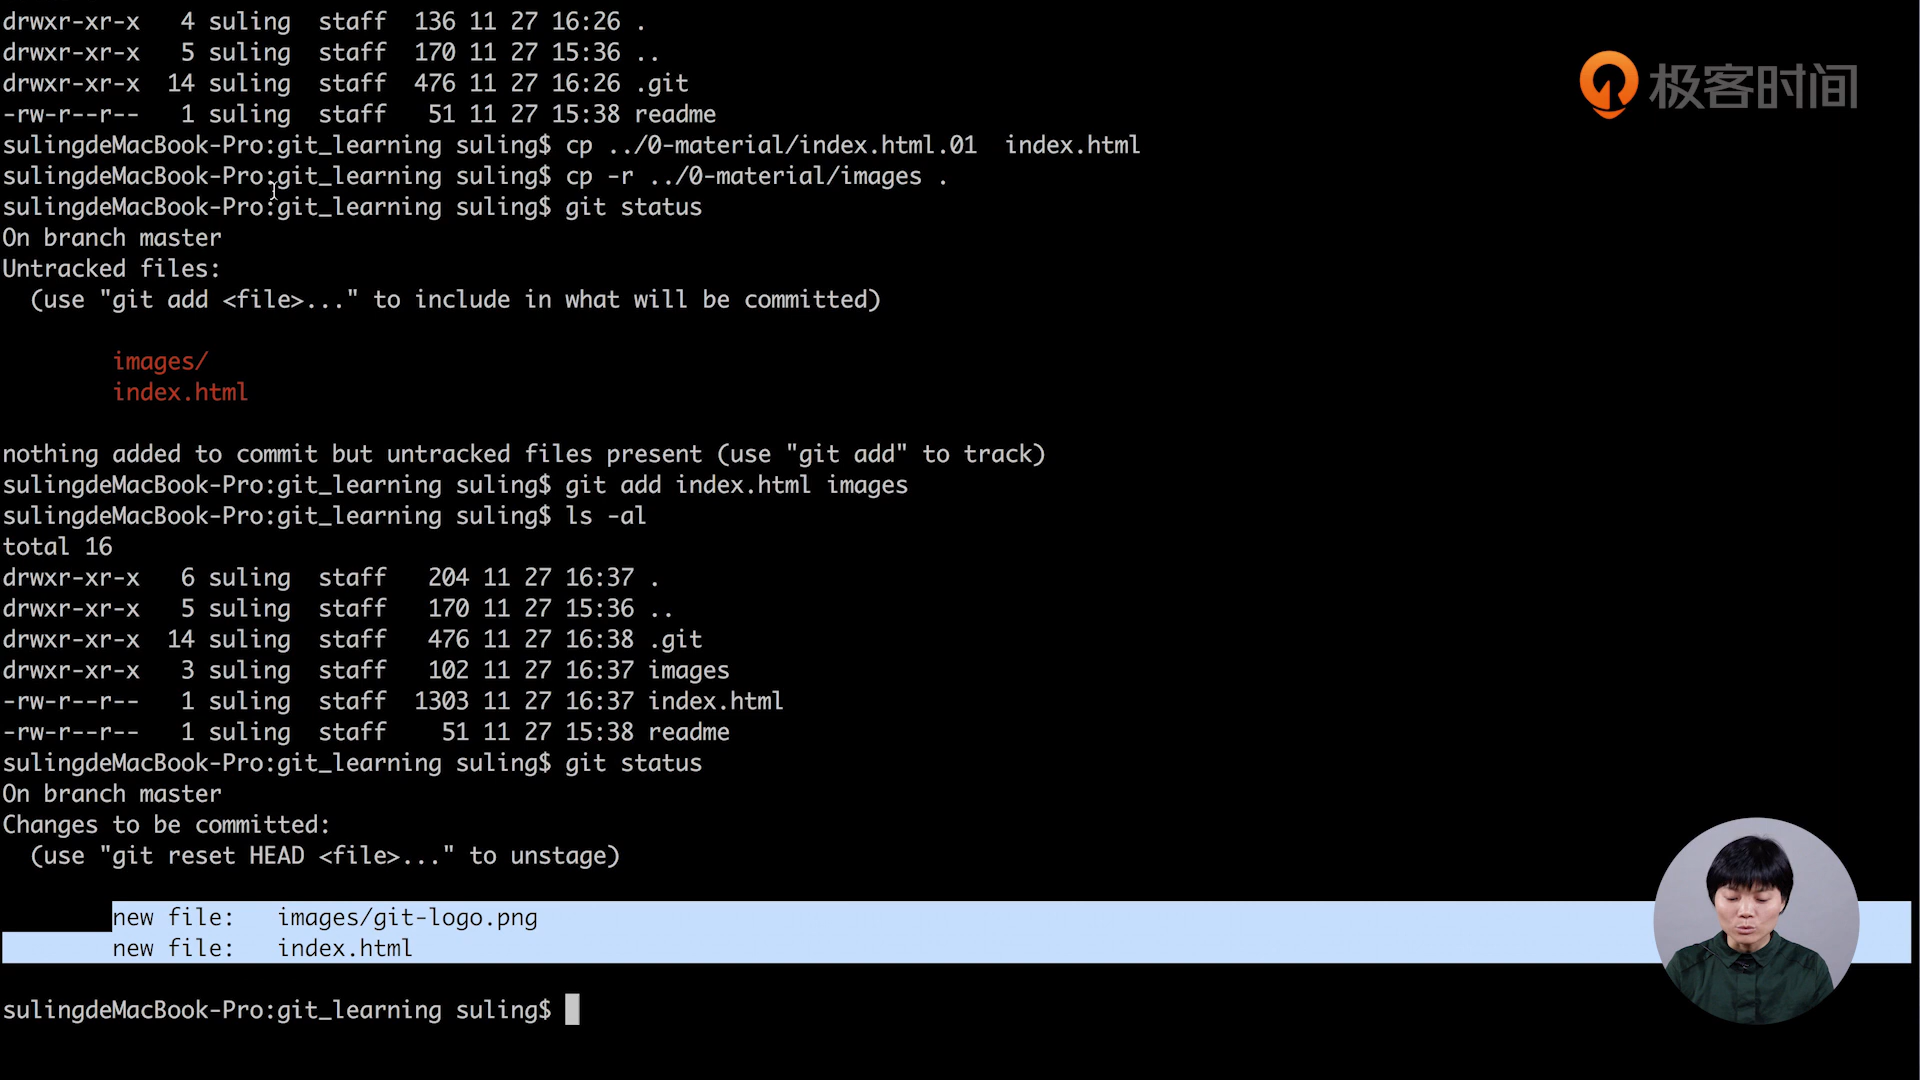 drwxr-xr-x   4 suling  staff  136 11 27 16:26 .
drwxr-xr-x   5 suling  staff  170 11 27 15:36 ..
drwxr-xr-x  14 suling  staff  476 11 27 16:26 .git
-rw-r--r--   1 suling  staff   51 11 27 15:38 readme
极客时间
sulingdeMacBook-Pro:git_learning suling$ cp ../0-material/index.html.01  index.html
sulingdeMacBook-Pro:git_learning suling$ cp -r ../0-material/images .
sulingdeMacBook-Pro:git_learning suling$ git status
On branch master
Untracked files:
  (use "git add <file>..." to include in what will be committed)
        images/
        index.html
nothing added to commit but untracked files present (use "git add" to track)
sulingdeMacBook-Pro:git_learning suling$ git add index.html images
sulingdeMacBook-Pro:git_learning suling$ ls -al
total 16
drwxr-xr-x   6 suling  staff   204 11 27 16:37 .
drwxr-xr-x   5 suling  staff   170 11 27 15:36 ..
drwxr-xr-x  14 suling  staff   476 11 27 16:38 .git
drwxr-xr-x   3 suling  staff   102 11 27 16:37 images
-rw-r--r--   1 suling  staff  1303 11 27 16:37 index.html
-rw-r--r--   1 suling  staff    51 11 27 15:38 readme
sulingdeMacBook-Pro:git_learning suling$ git status
On branch master
Changes to be committed:
  (use "git reset HEAD <file>..." to unstage)
        new file:   images/git-logo.png
        new file:   index.html
sulingdeMacBook-Pro:git_learning suling$